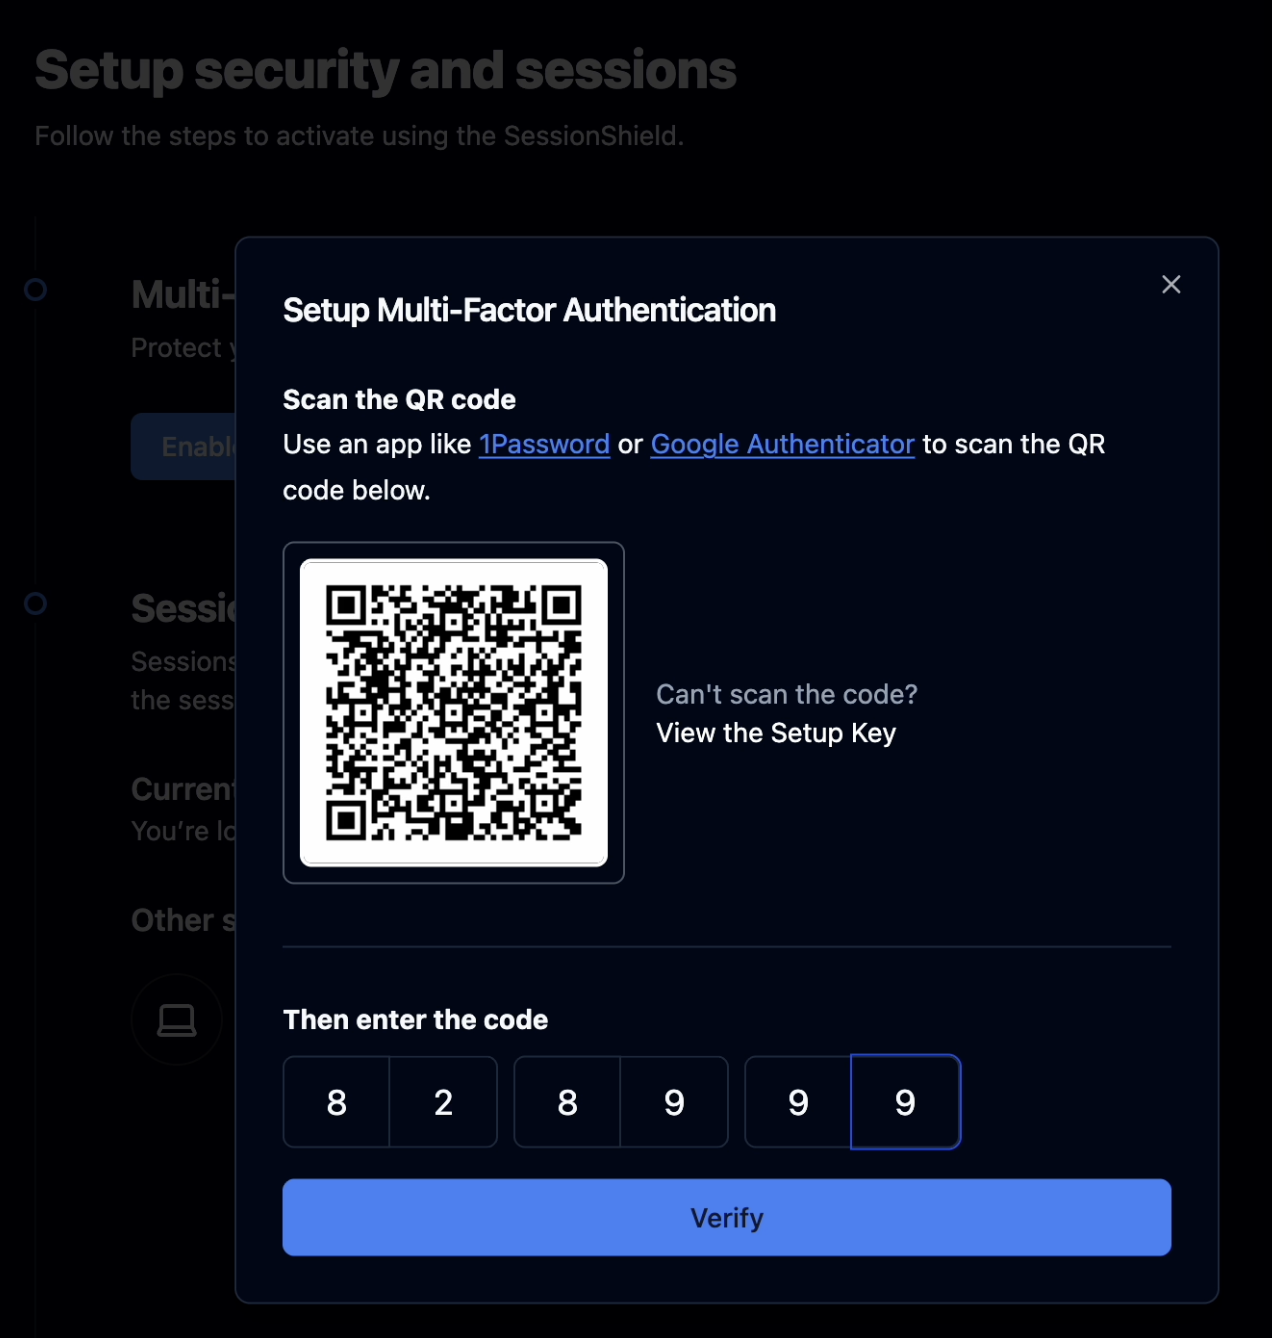 Setup security and sessions
Follow the steps to activate using the SessionShield.
Multi-
Protect
Setup Multi-Factor Authentication
Scan the QR code
Use an app like 1Password or Google Authenticator to scan the QR
code below.
Enable
Sessio
Sessions
the sess
Can't scan the code?
View the Setup Key
Current
You’re lo
Other s
Then enter the code
8 2 8 9 9 9
Verify